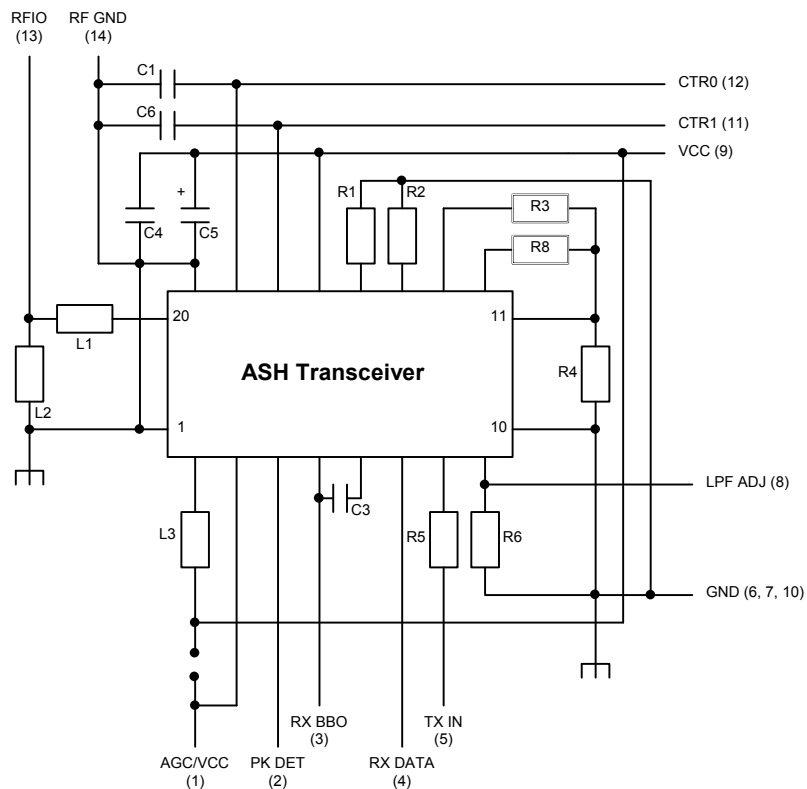 RFIO
(13)
RF GND
(14)
C1
CTR0 (12)
C6
CTR1 (11)
VCC (9)
R1
R2
R3
+
C4
C5
R8
20
11
L1
ASH Transceiver
R4
L2
1
10
LPF ADJ (8)
C3
L3
R5
R6
GND (6, 7, 10)
RX BBO
(3)
TX IN
(5)
AGC/VCC
(1)
PK DET
(2)
RX DATA
(4)